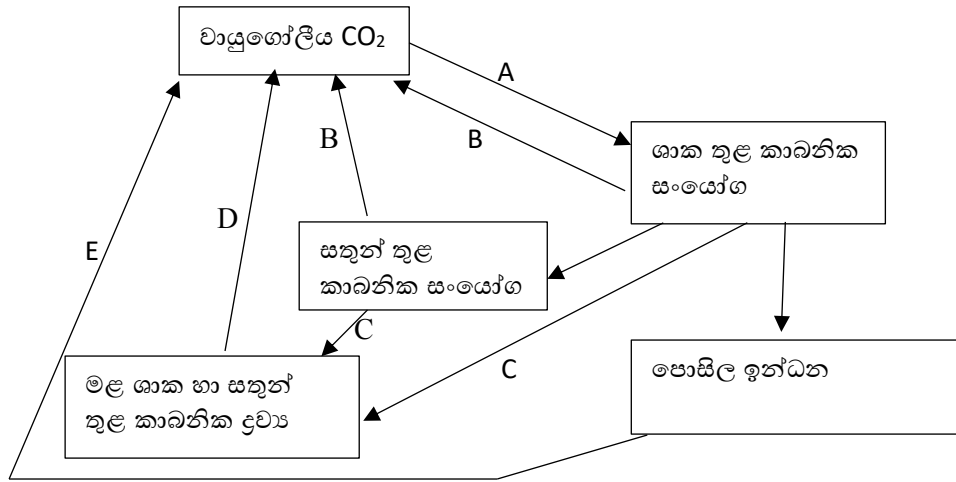 වායුගෝලීය CO₂
A
B
B
ශාක තුළ කාබනික
සංයෝග
D
E
සතුන් තුළ
කාබනික සංයෝග
C
C
මළ ශාක හා සතුන්
තුළ කාබනික ද්‍රව්‍ය
පොසිල ඉන්ධන